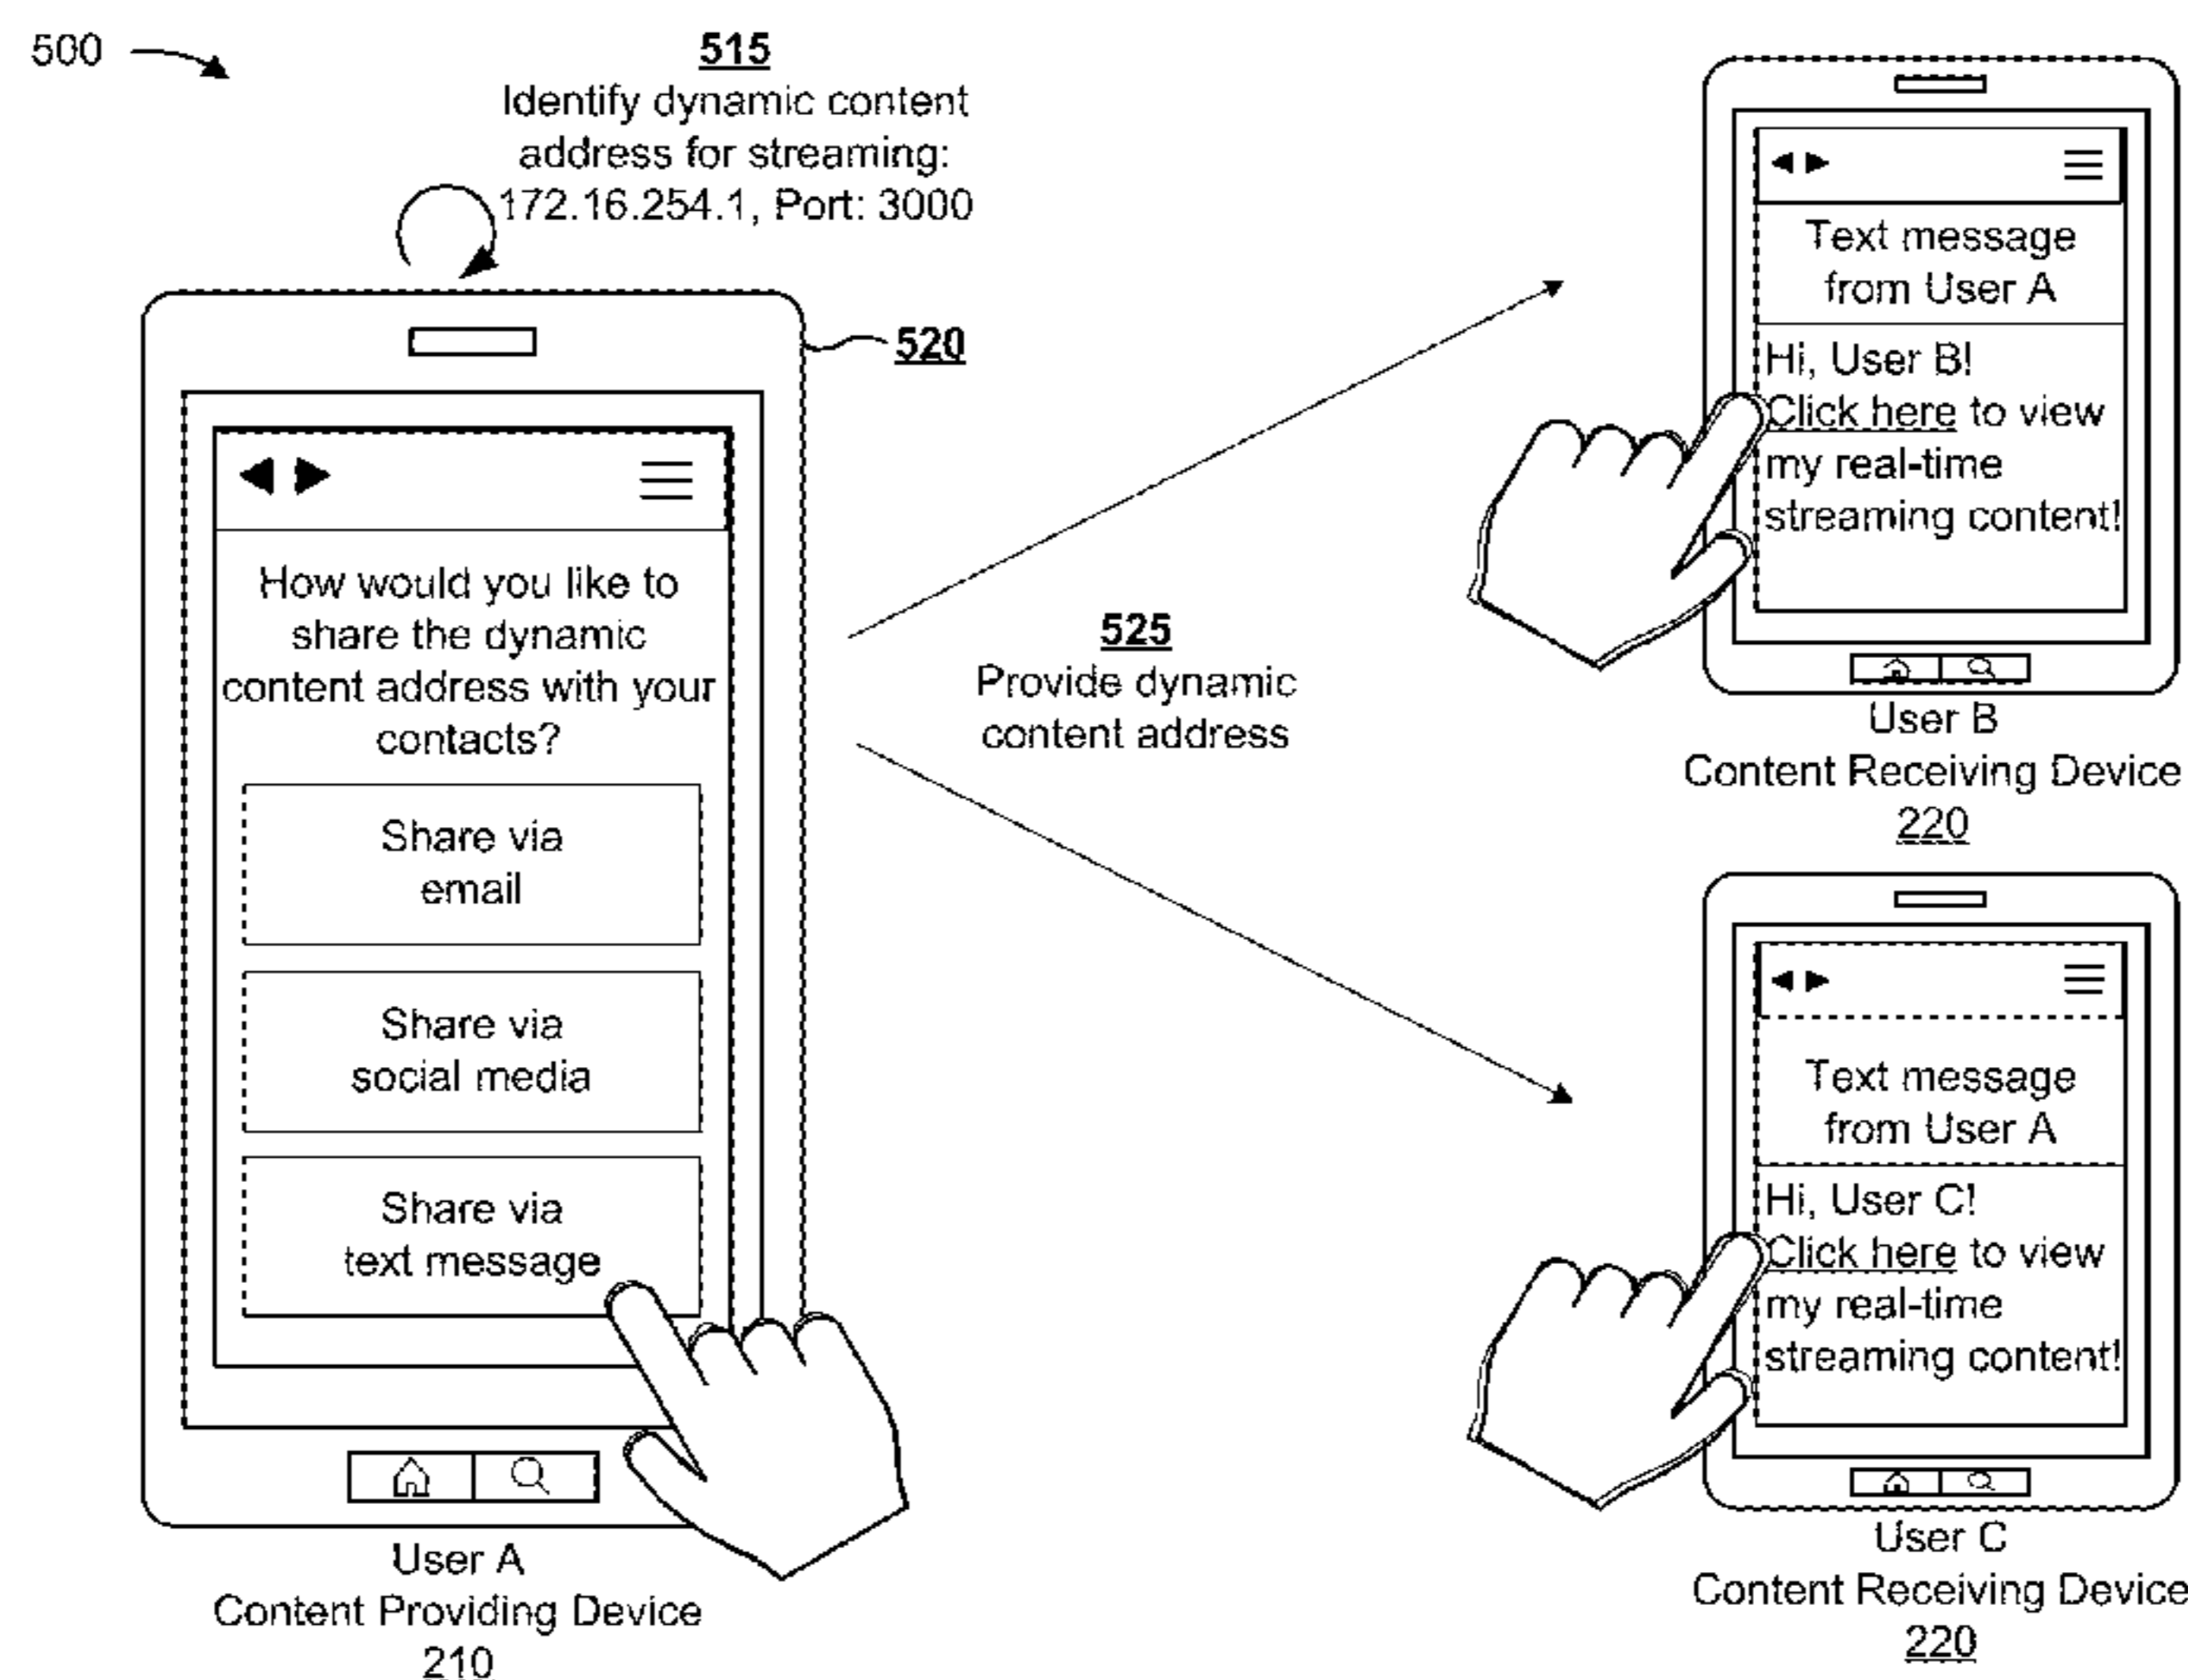 500
515
Identify dynamic content
address for streaming:
172.16.254.1, Port: 3000
520
How would you like to
share the dynamic
content address with your
contacts?
Share via
email
Share via
social media
Share via
text message
User A
Content Providing Device
210
525
Provide dynamic
content address
Text message
from User A
Hi, User B!
Click here to view
my real-time
streaming content!
User B
Content Receiving Device
220
Text message
from User A
Hi, User C!
Click here to view
my real-time
streaming content!
User C
Content Receiving Device
220